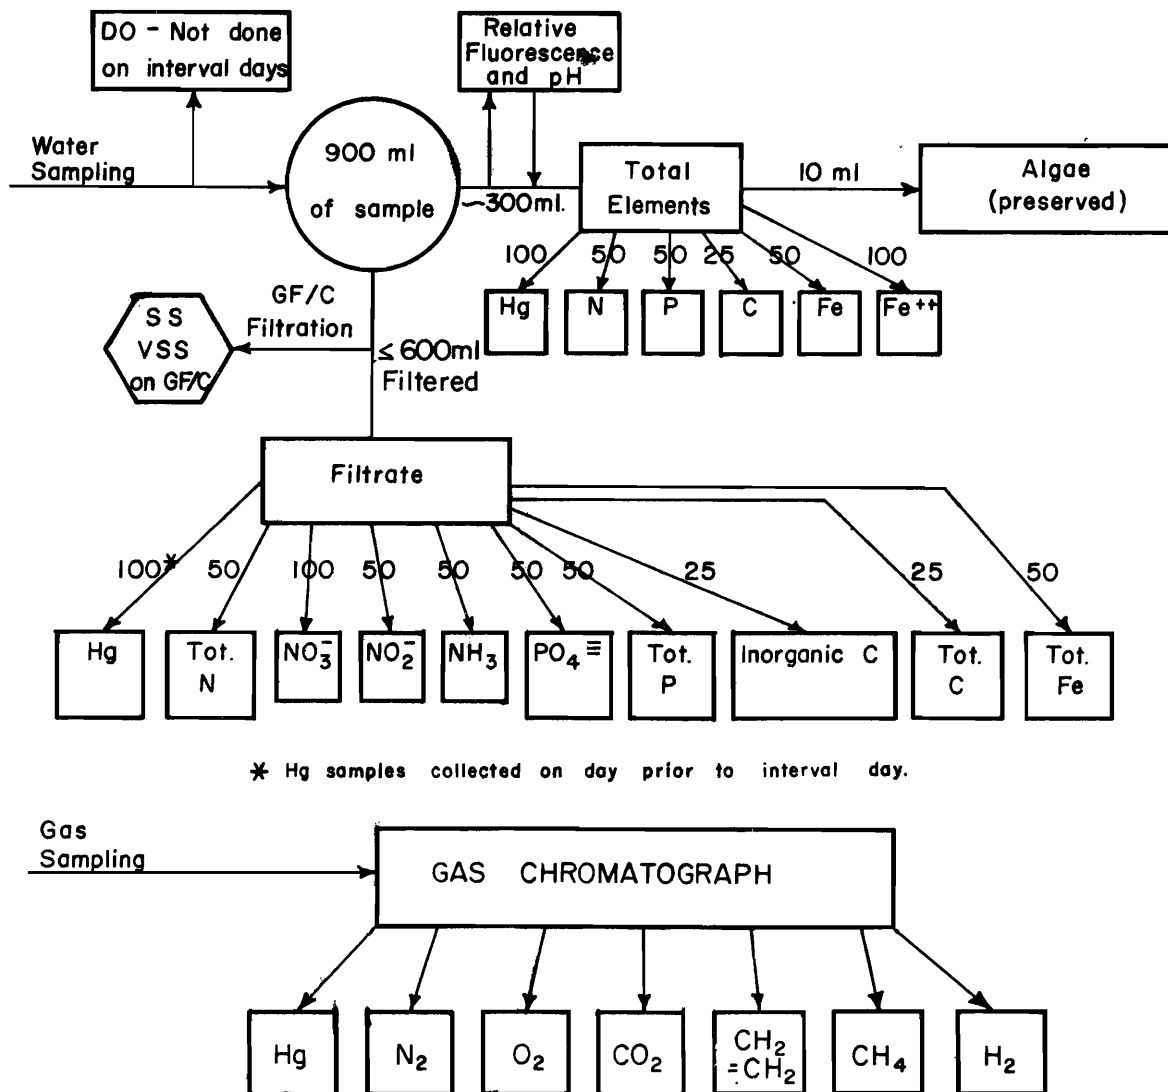 DO - Not done
on interval days
Relative
Fluorescence
and pH
Water
Sampling
900 ml
of sample
~300ml.
Total
Elements
10 ml
Algae
(preserved)
100 50 50 25 50 100
Hg N P C Fe Fe++
GF/C
Filtration
SS
VSS
on GF/C
≤600ml
Filtered
Filtrate
100* 50 100 50 50 50 50 25 25 50
Hg Tot. NO₃⁻ NO₂⁻ NH₃ PO₄≡ Tot. Inorganic C Tot. Tot.
N P C Fe
* Hg samples collected on day prior to interval day.
Gas
Sampling
GAS CHROMATOGRAPH
Hg N₂ O₂ CO₂ CH₂ CH₄ H₂
=CH₂